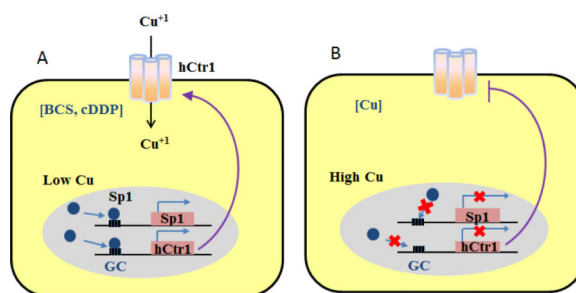 A
Cu+1
hCtr1
[BCS, cDDP]
Cu+1
Low Cu
Sp1
Sp1
hCtr1
GC
B
[Cu]
High Cu
Sp1
hCtr1
GC